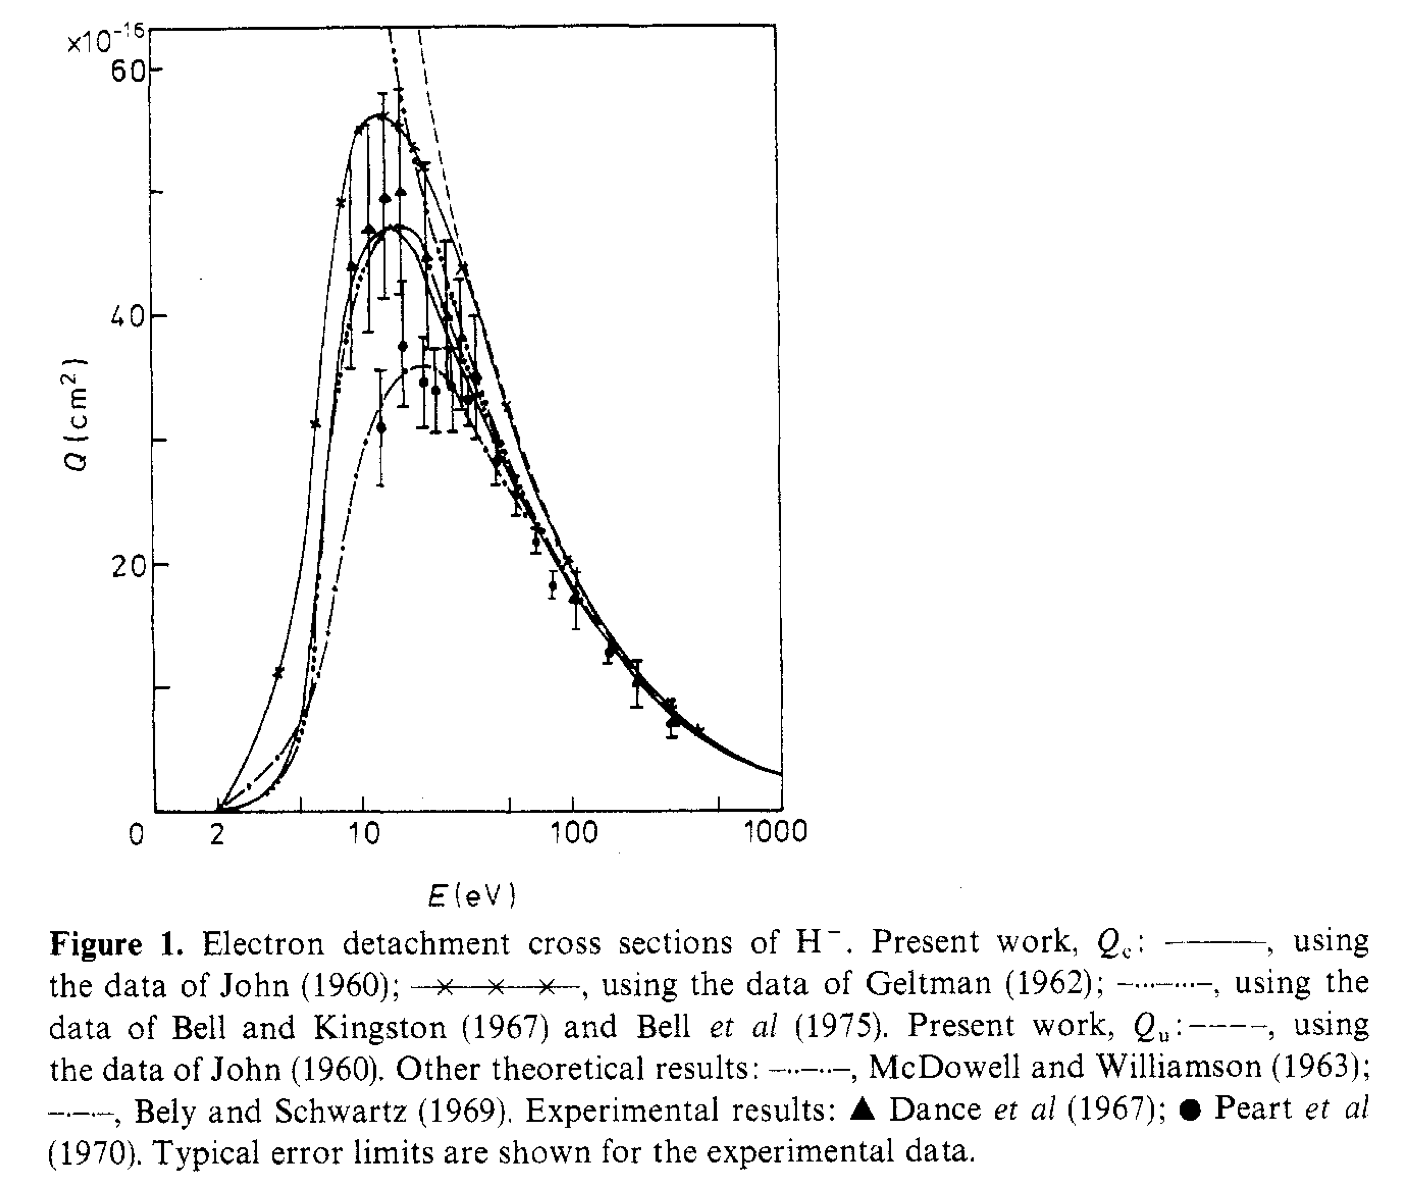 ×10⁻¹⁶
60
40
20
Q (cm²)
0 2 10 100 1000
E (eV)
Figure 1. Electron detachment cross sections of H⁻. Present work, Qc: ———, using
the data of John (1960); —×—×—×—, using the data of Geltman (1962); –···–···–, using the
data of Bell and Kingston (1967) and Bell et al (1975). Present work, Qu:----, using
the data of John (1960). Other theoretical results: –··–··–, McDowell and Williamson (1963);
–·–·–, Bely and Schwartz (1969). Experimental results: ▲ Dance et al (1967); ● Peart et al
(1970). Typical error limits are shown for the experimental data.